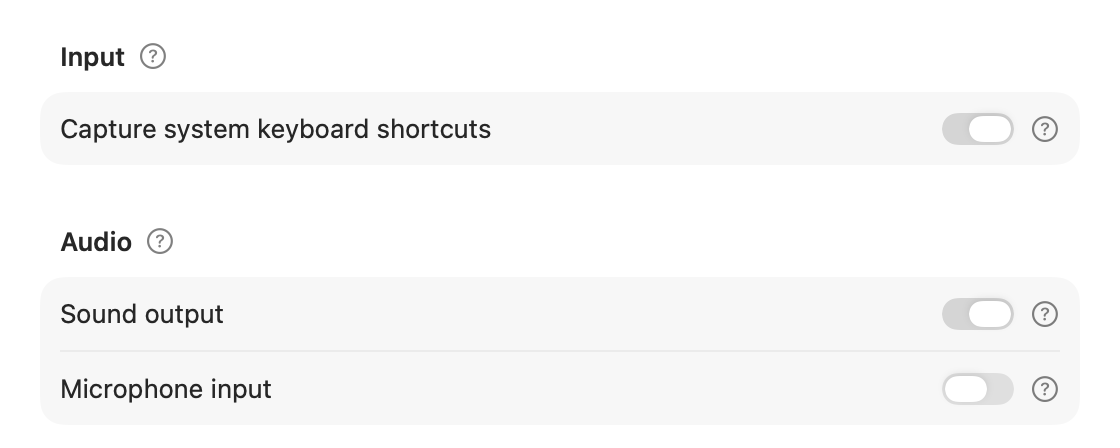 Input ?
Capture system keyboard shortcuts ?
Audio ?
Sound output ?
Microphone input ?